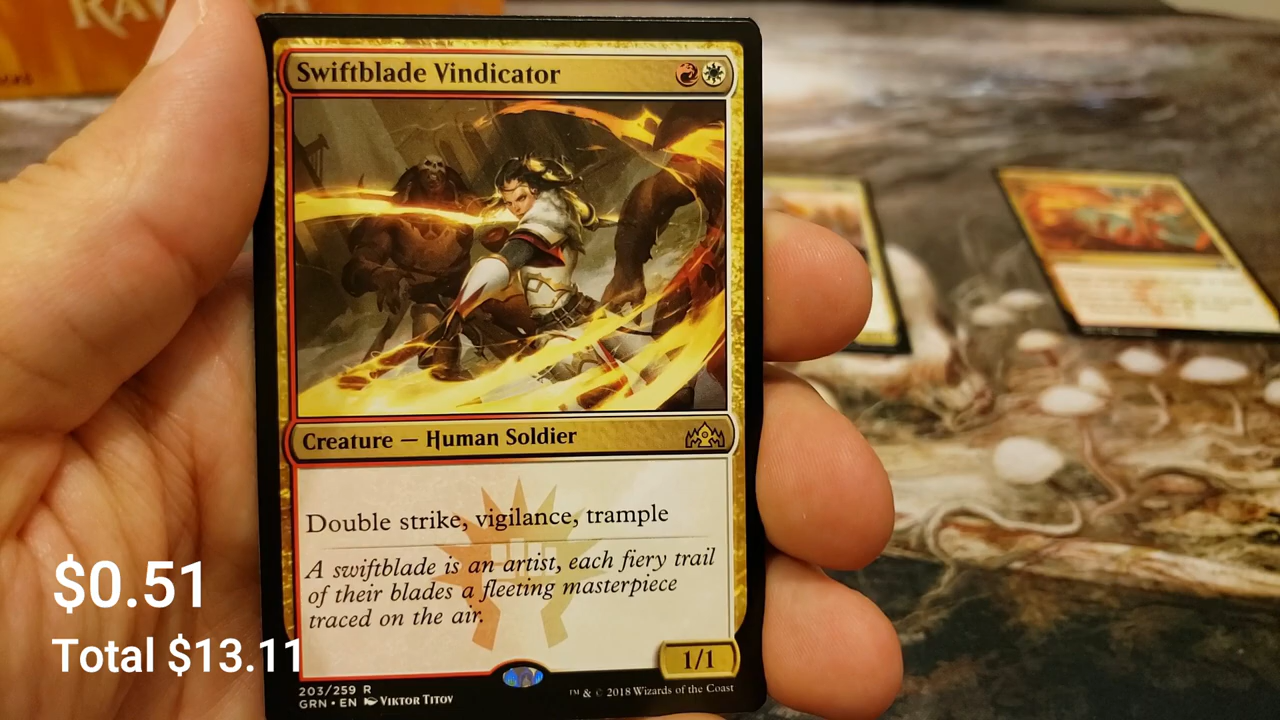 Swiftblade Vindicator
Creature — Human Soldier
Double strike, vigilance, trample
A swiftblade is an artist, each fiery trail
of their blades a fleeting masterpiece
traced on the air.
1/1
203/259 R
GRN • EN Viktor Titov
™ & © 2018 Wizards of the Coast
$0.51
Total $13.11